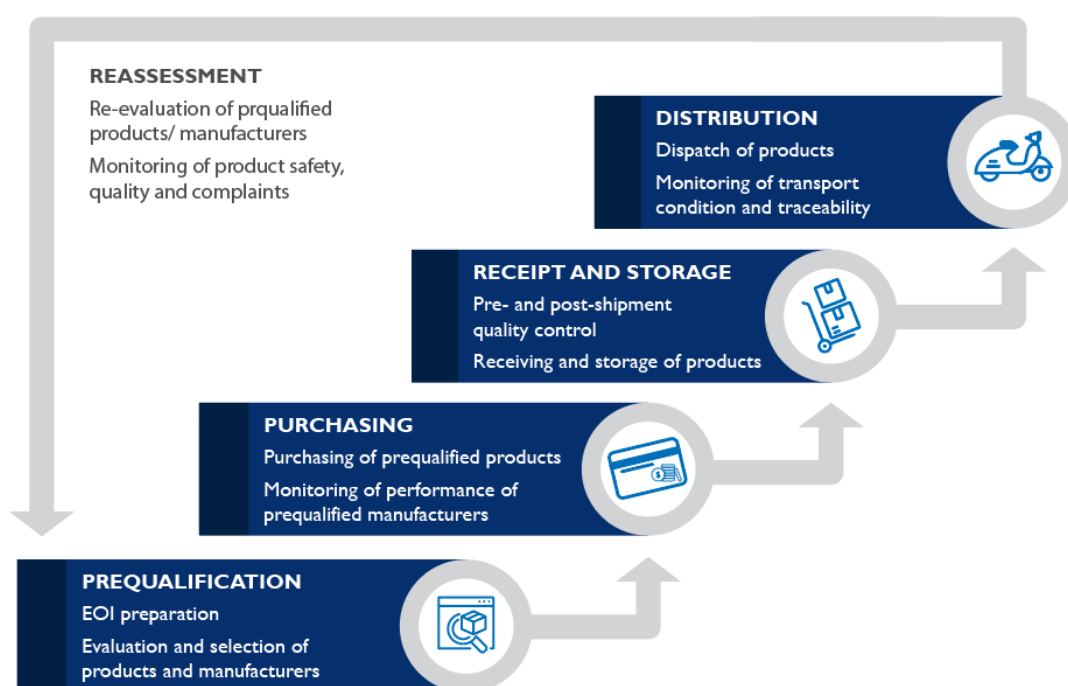 REASSESSMENT
Re-evaluation of prqualified
products/ manufacturers
Monitoring of product safety,
quality and complaints
DISTRIBUTION
Dispatch of products
Monitoring of transport
condition and traceability
RECEIPT AND STORAGE
Pre- and post-shipment
quality control
Receiving and storage of products
PURCHASING
Purchasing of prequalified products
Monitoring of performance of
prequalified manufacturers
$
PREQUALIFICATION
EOI preparation
Evaluation and selection of
products and manufacturers